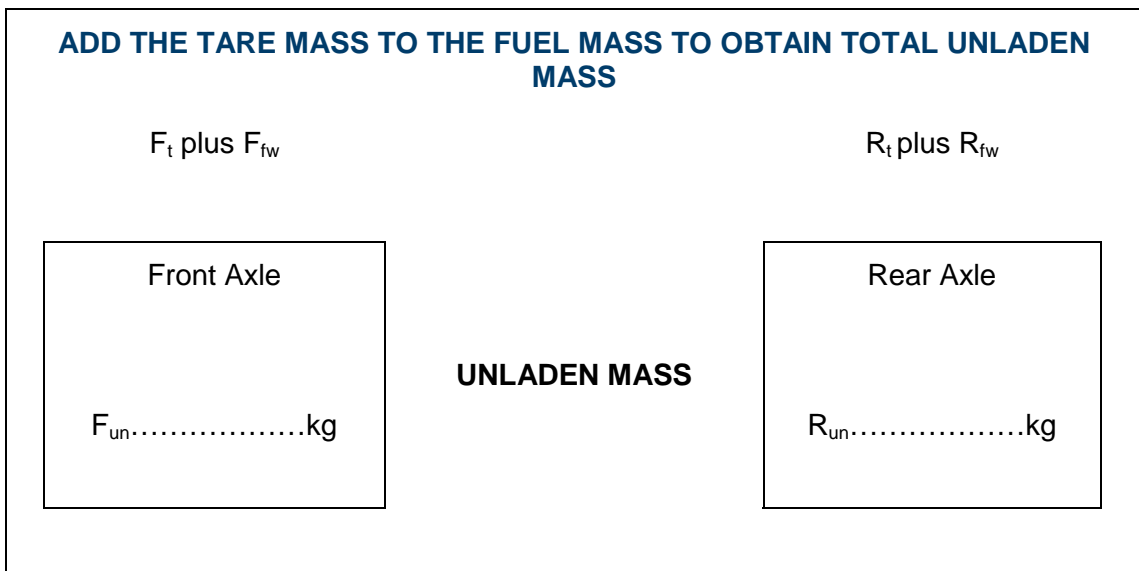 ADD THE TARE MASS TO THE FUEL MASS TO OBTAIN TOTAL UNLADEN
MASS
Ft plus Ffw
Rt plus Rfw
Front Axle
Rear Axle
UNLADEN MASS
Fun………………kg
Run………………kg